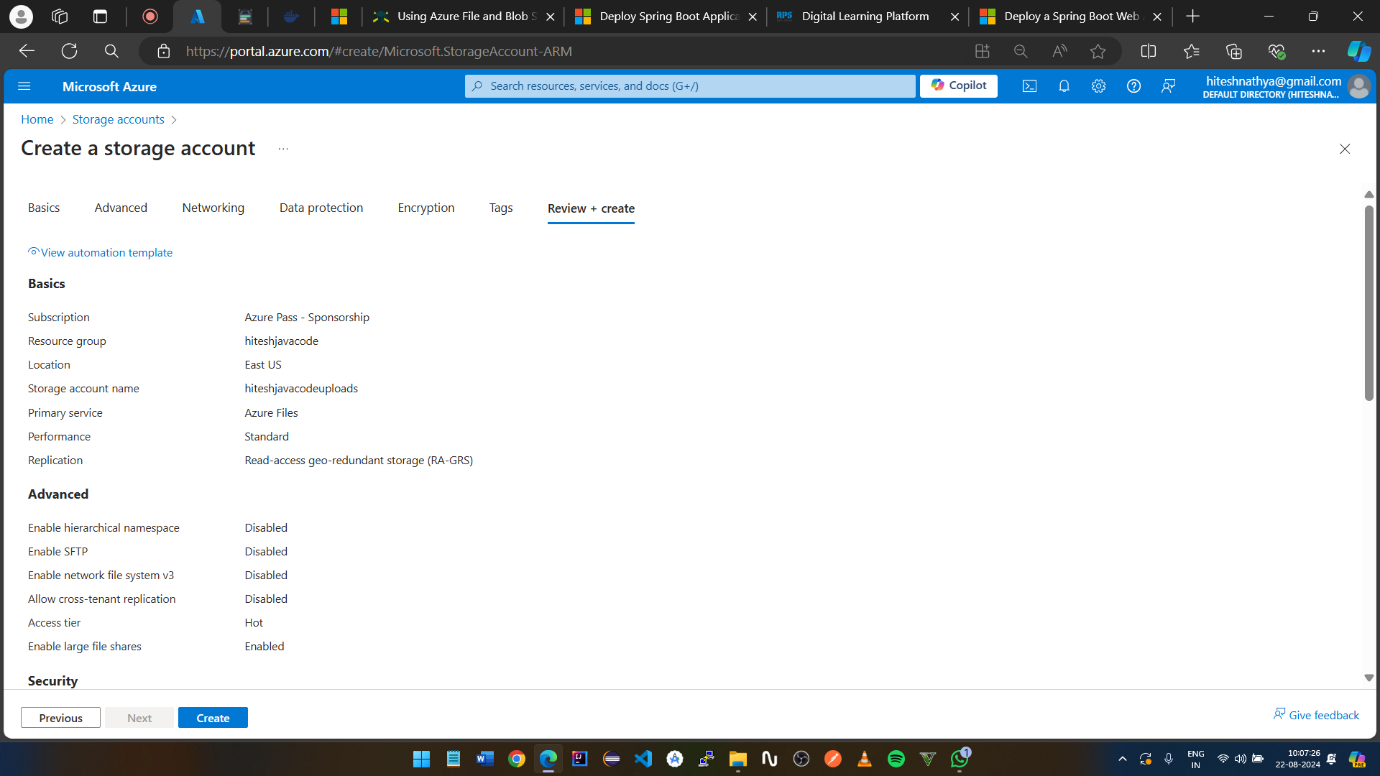 Using Azure File and Blob S
Deploy Spring Boot Applica
RPS
Digital Learning Platform
Deploy a Spring Boot Web
https://portal.azure.com/#create/Microsoft.StorageAccount-ARM
Microsoft Azure
Search resources, services, and docs (G+/)
Copilot
hiteshnathya@gmail.com
DEFAULT DIRECTORY (HITESHNA...
Home > Storage accounts >
Create a storage account ...
Basics Advanced Networking Data protection Encryption Tags Review + create
View automation template
Basics
Subscription Azure Pass - Sponsorship
Resource group hiteshjavacode
Location East US
Storage account name hiteshjavacodeuploads
Primary service Azure Files
Performance Standard
Replication Read-access geo-redundant storage (RA-GRS)
Advanced
Enable hierarchical namespace Disabled
Enable SFTP Disabled
Enable network file system v3 Disabled
Allow cross-tenant replication Disabled
Access tier Hot
Enable large file shares Enabled
Security
Previous Next Create
Give feedback
1
ENG
IN
10:07:26
22-08-2024
PRE